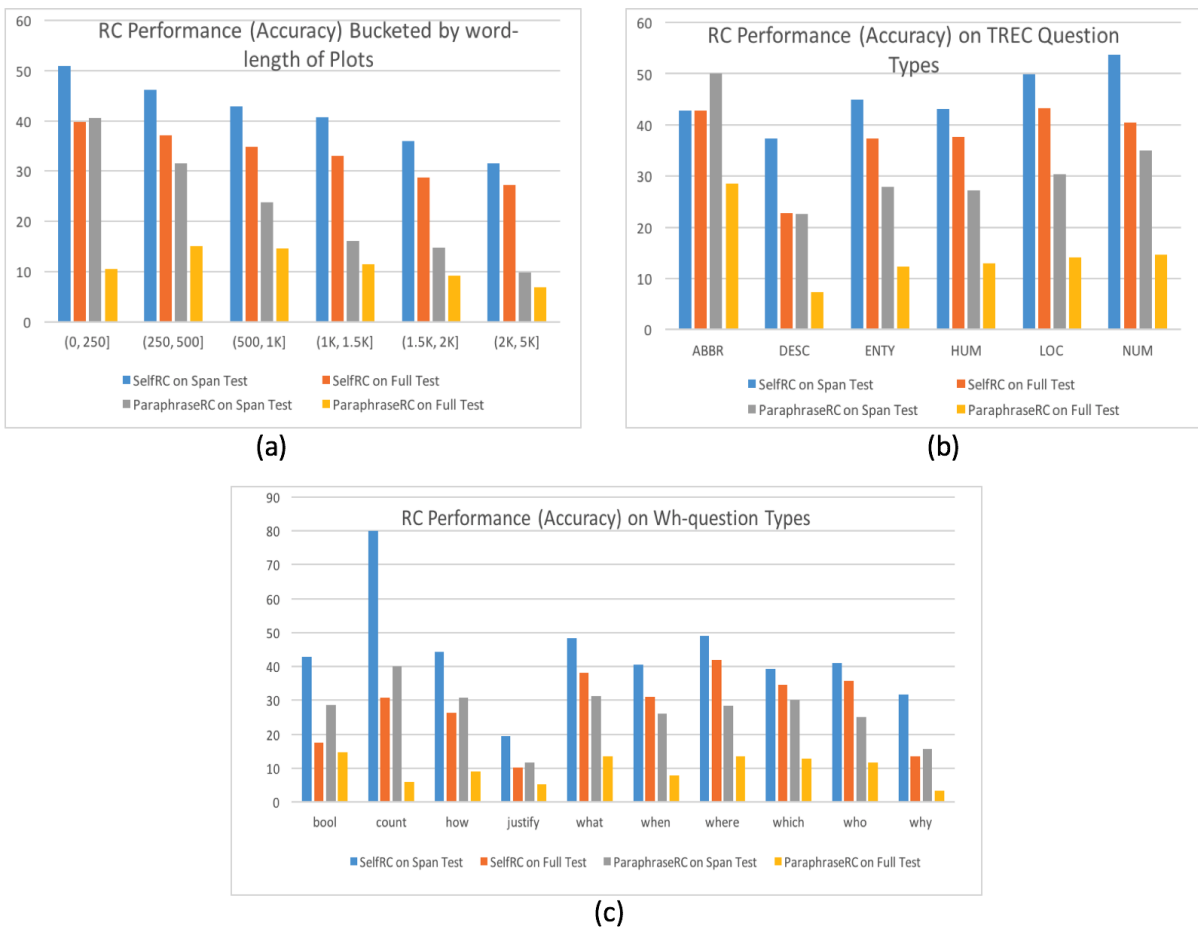 RC Performance (Accuracy) Bucketed by word-
length of Plots
60
50
40
30
20
10
0
(0, 250]
(250, 500]
(500, 1K]
(1K, 1.5K]
(1.5K, 2K]
(2K, 5K]
SelfRC on Span Test
SelfRC on Full Test
ParaphraseRC on Span Test
ParaphraseRC on Full Test
(a)
RC Performance (Accuracy) on TREC Question
Types
60
50
40
30
20
10
0
ABBR
DESC
ENTY
HUM
LOC
NUM
SelfRC on Span Test
SelfRC on Full Test
ParaphraseRC on Span Test
ParaphraseRC on Full Test
(b)
RC Performance (Accuracy) on Wh-question Types
90
80
70
60
50
40
30
20
10
0
bool
count
how
justify
what
when
where
which
who
why
SelfRC on Span Test
SelfRC on Full Test
ParaphraseRC on Span Test
ParaphraseRC on Full Test
(c)